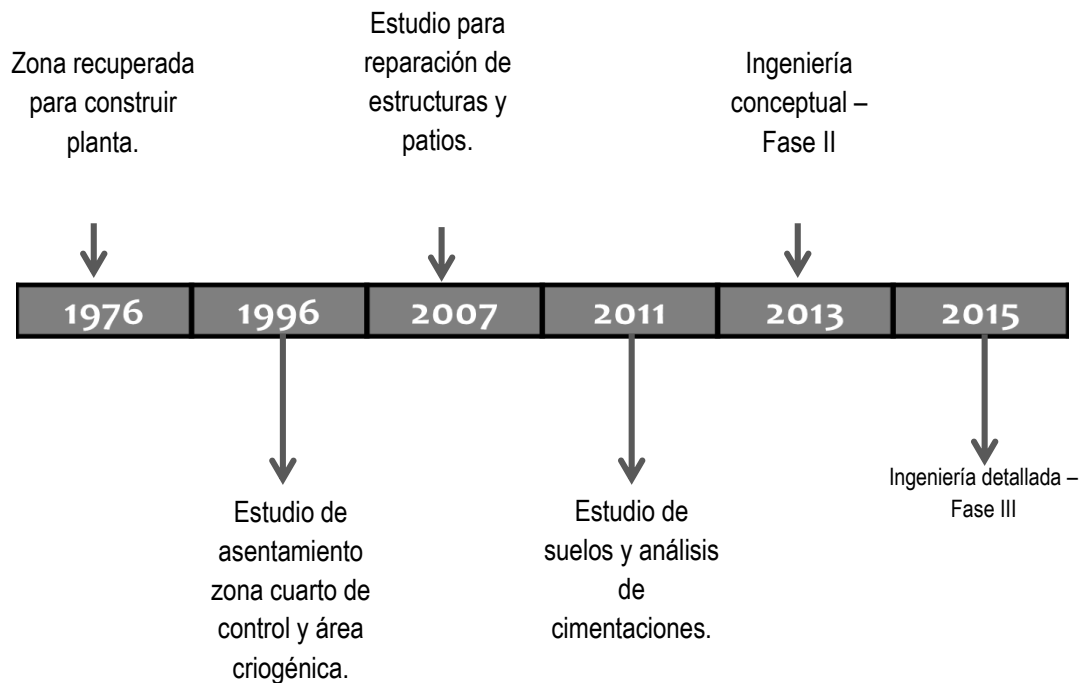 Zona recuperada
para construir
planta.
Estudio para
reparación de
estructuras y
patios.
Ingeniería
conceptual –
Fase II
1976
1996
2007
2011
2013
2015
Estudio de
asentamiento
zona cuarto de
control y área
criogénica.
Estudio de
suelos y análisis
de
cimentaciones.
Ingeniería detallada –
Fase III